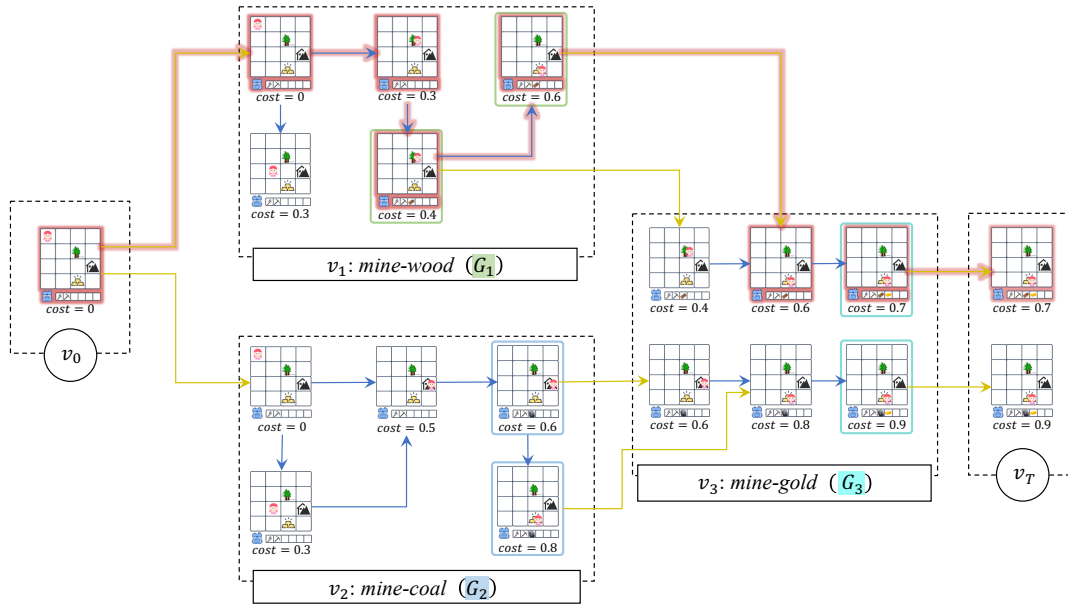 cost = 0
cost = 0.3
cost = 0.6
cost = 0.3
cost = 0.4
v₁: mine-wood (G₁)
cost = 0
v₀
cost = 0.4
cost = 0.6
cost = 0.7
cost = 0.7
cost = 0
cost = 0.5
cost = 0.6
cost = 0.6
cost = 0.8
cost = 0.9
cost = 0.9
v₃: mine-gold (G₃)
v_T
cost = 0.3
cost = 0.8
v₂: mine-coal (G₂)